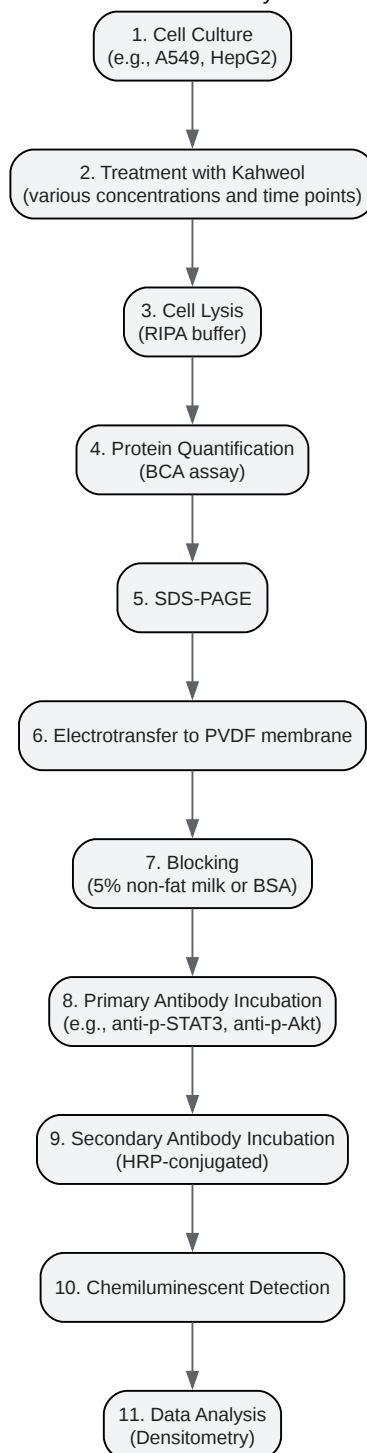 1. Cell Culture
(e.g., A549, HepG2)
2. Treatment with Kahweol
(various concentrations and time points)
3. Cell Lysis
(RIPA buffer)
4. Protein Quantification
(BCA assay)
5. SDS-PAGE
6. Electrotransfer to PVDF membrane
7. Blocking
(5% non-fat milk or BSA)
8. Primary Antibody Incubation
(e.g., anti-p-STAT3, anti-p-Akt)
9. Secondary Antibody Incubation
(HRP-conjugated)
10. Chemiluminescent Detection
11. Data Analysis
(Densitometry)